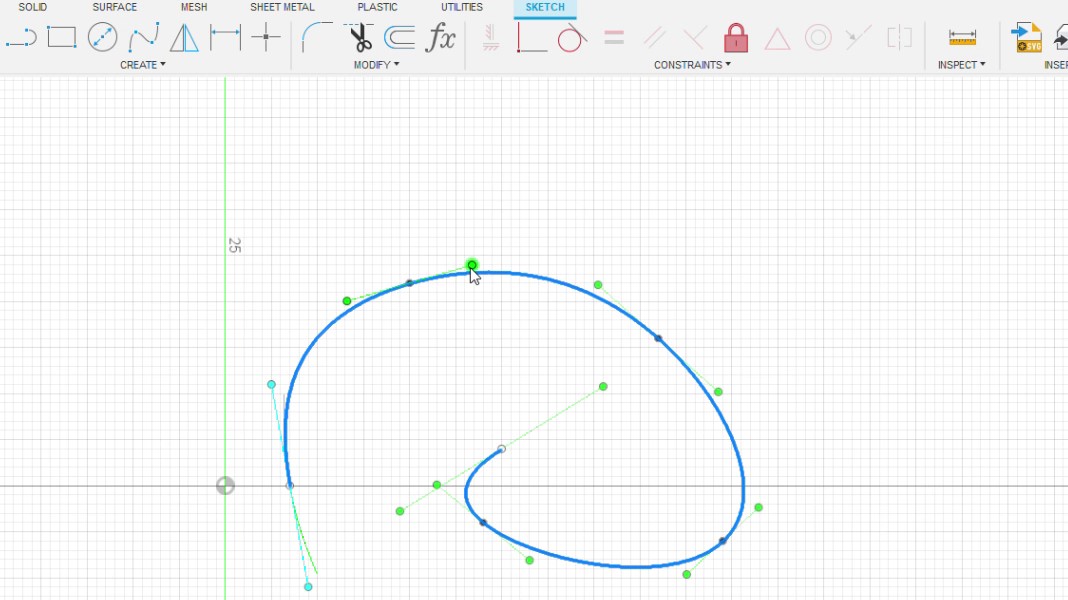 SOLID SURFACE MESH SHEET METAL PLASTIC UTILITIES SKETCH
fx
SVG
CREATE MODIFY CONSTRAINTS INSPECT INSER
25